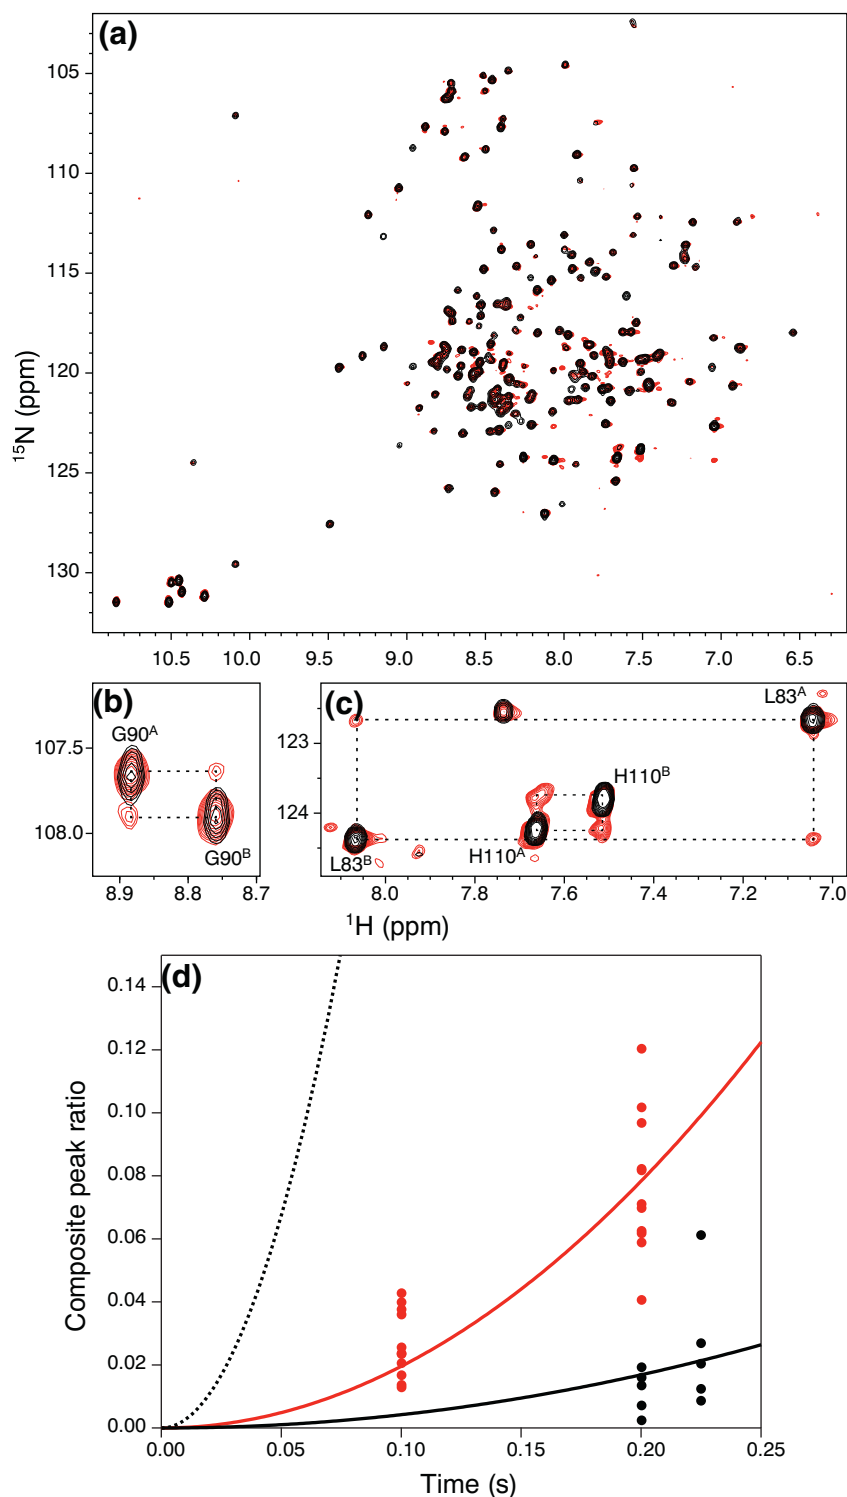 (a)
105
110
115
120
125
130
¹⁵N (ppm)
10.5 10.0 9.5 9.0 8.5 8.0 7.5 7.0 6.5
(b)
G90ᴬ
G90ᴮ
107.5
108.0
8.9 8.8 8.7
(c)
L83ᴬ
H110ᴮ
H110ᴬ
L83ᴮ
123
124
8.0 7.8 7.6 7.4 7.2 7.0
¹H (ppm)
(d)
0.14
0.12
0.10
0.08
0.06
0.04
0.02
0.00
Composite peak ratio
0.00 0.05 0.10 0.15 0.20 0.25
Time (s)